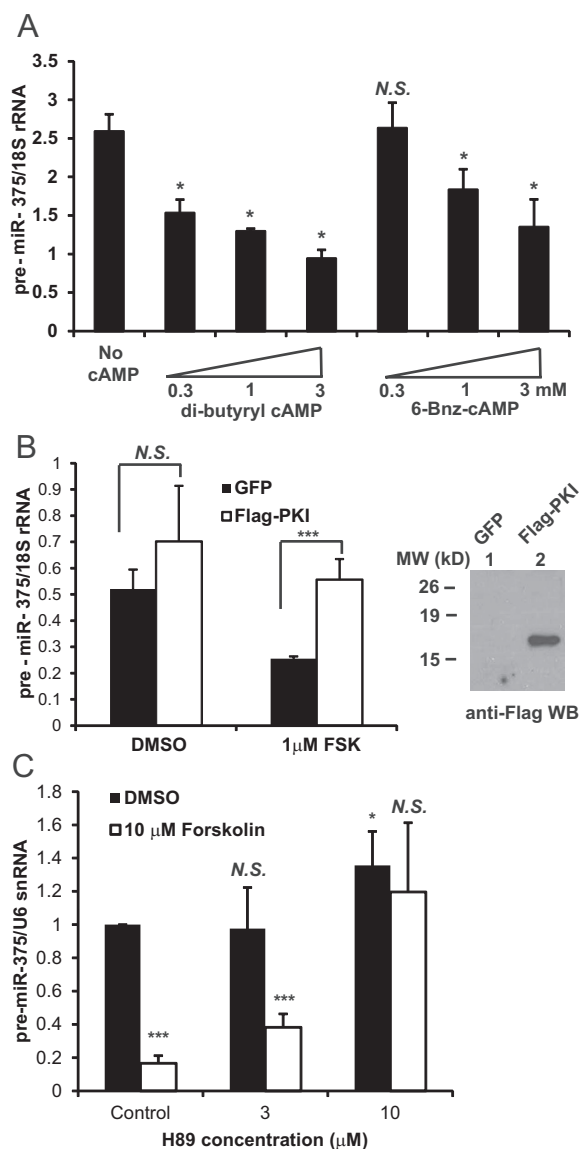 A
3.5
3
2.5
2
1.5
1
0.5
0
pre- miR- 375/18S rRNA
* * * N.S. * *
No cAMP
0.3 1 3 0.3 1 3 mM
di-butyryl cAMP 6-Bnz-cAMP
B
1
0.9
0.8
0.7
0.6
0.5
0.4
0.3
0.2
0.1
0
pre - miR- 375/18S rRNA
N.S.
GFP
Flag-PKI
***
DMSO 1µM FSK
GFP Flag-PKI
MW (kD) 1 2
26
19
15
anti-Flag WB
C
1.8
1.6
1.4
1.2
1
0.8
0.6
0.4
0.2
0
pre-miR-375/U6 snRNA
DMSO
10 µM Forskolin
*** N.S. *** * N.S.
Control 3 10
H89 concentration (µM)